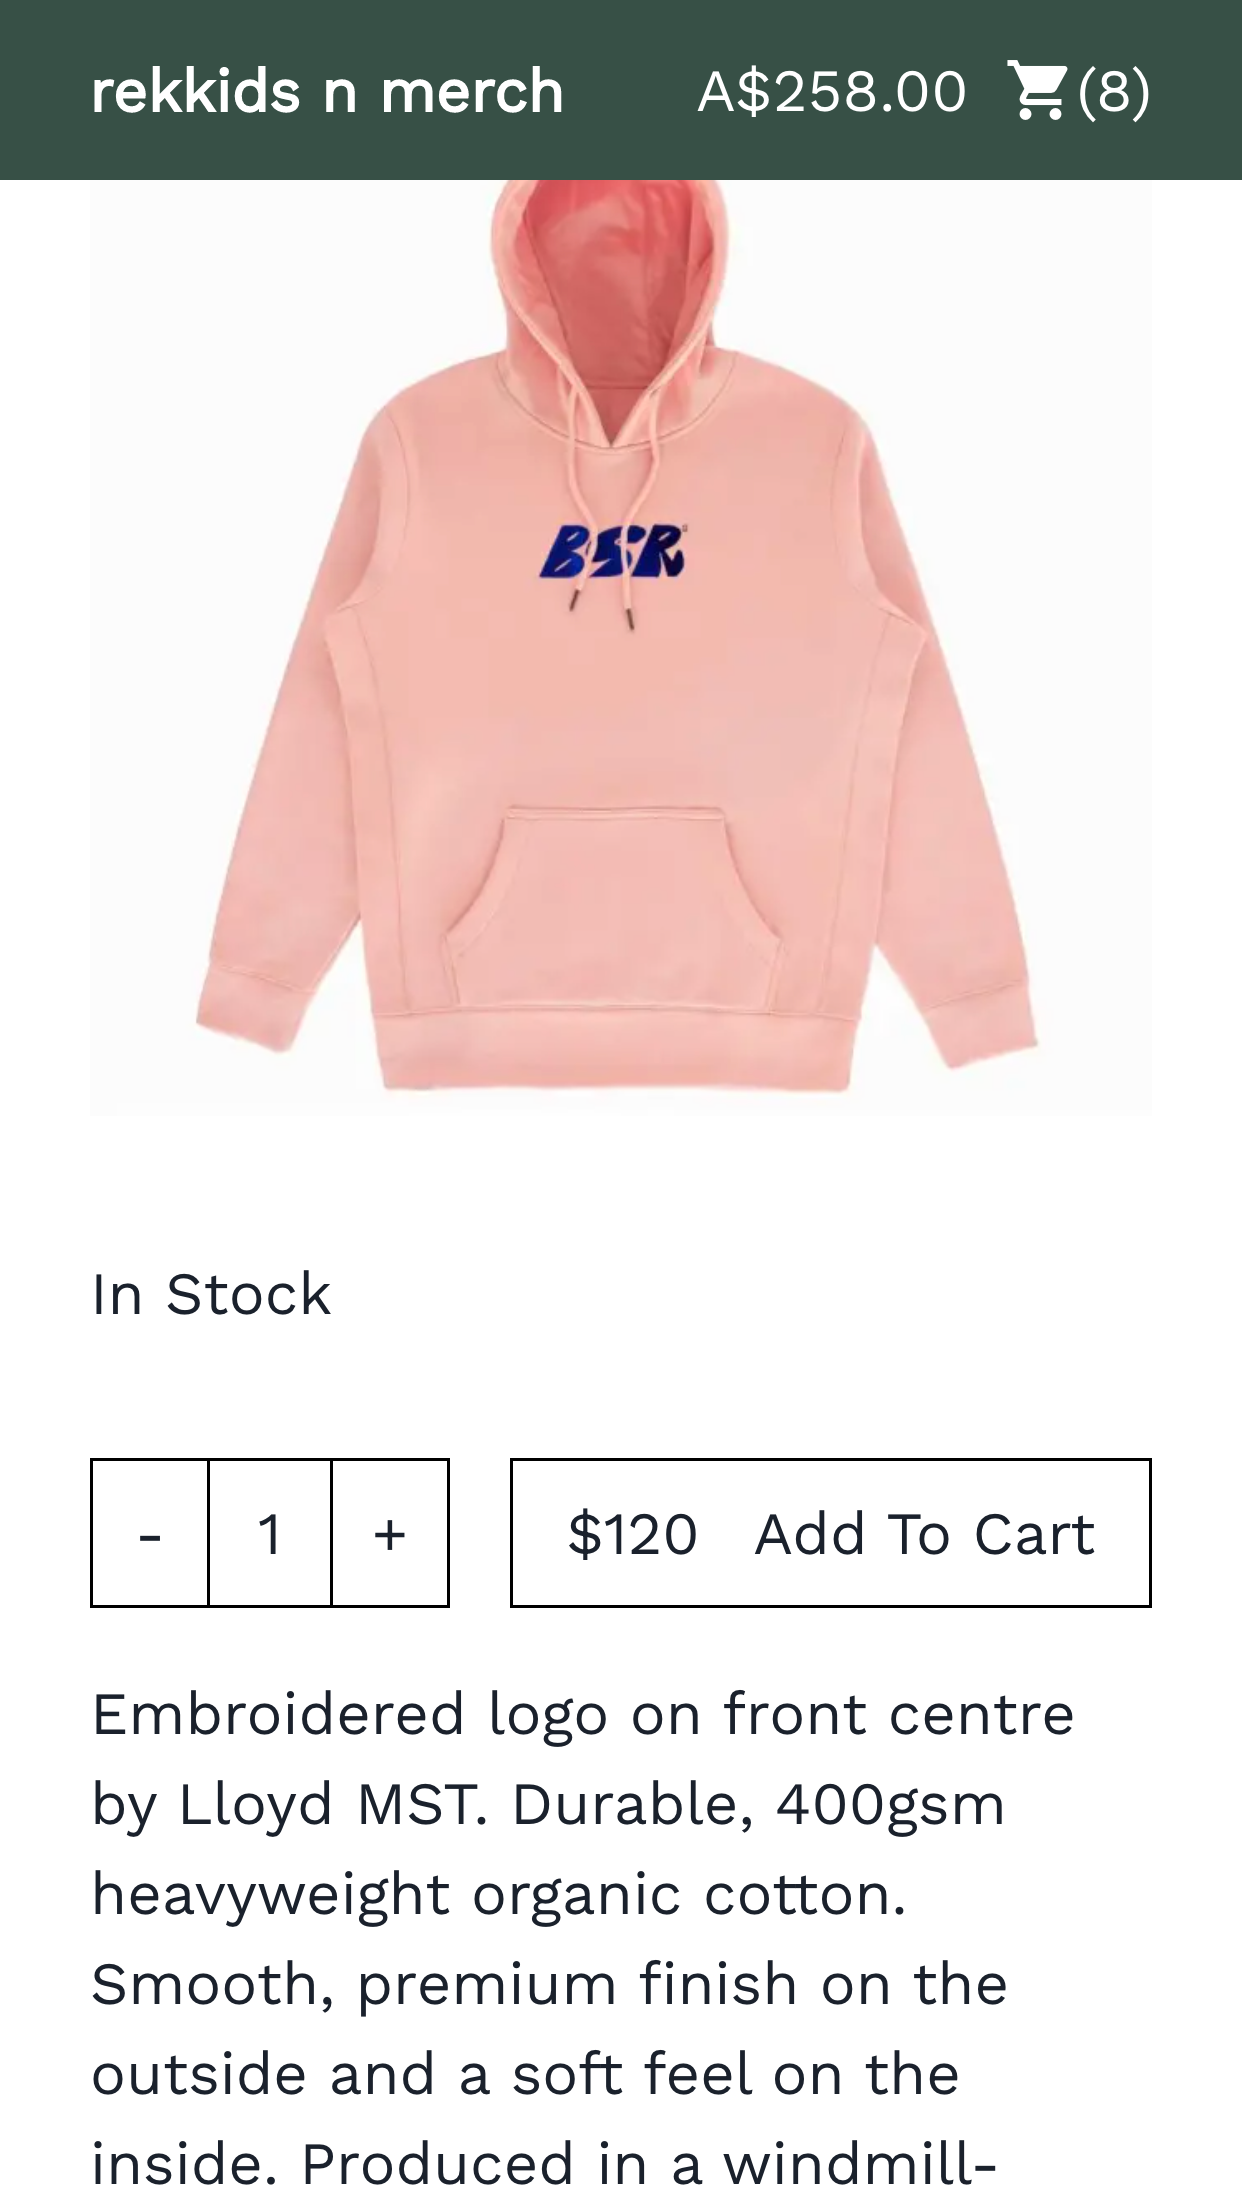 rekkids n merch A$258.00 (8)
BSR
In Stock
- 1 + $120 Add To Cart
Embroidered logo on front centre
by Lloyd MST. Durable, 400gsm
heavyweight organic cotton.
Smooth, premium finish on the
outside and a soft feel on the
inside. Produced in a windmill-